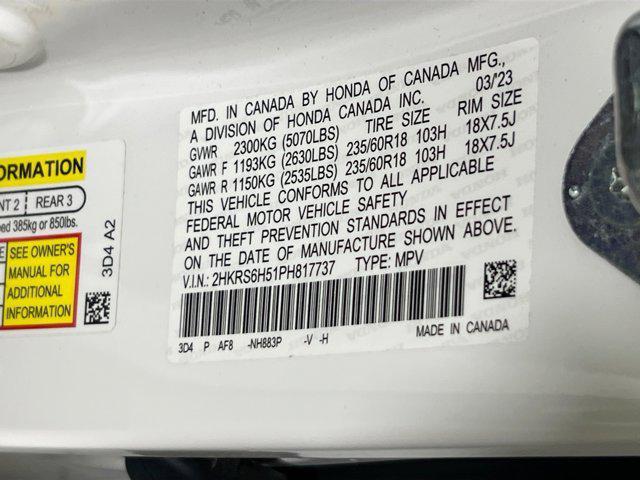 ORMATION
NT 2 REAR 3
eed 385kg or 850lbs.
SEE OWNER'S
MANUAL FOR
ADDITIONAL
INFORMATION
3D4 A2
MFD. IN CANADA BY HONDA OF CANADA MFG.,
A DIVISION OF HONDA CANADA INC. 03/'23
GVWR 2300KG (5070LBS) TIRE SIZE RIM SIZE
GAWR F 1193KG (2630LBS) 235/60R18 103H 18X7.5J
GAWR R 1150KG (2535LBS) 235/60R18 103H 18X7.5J
THIS VEHICLE CONFORMS TO ALL APPLICABLE
FEDERAL MOTOR VEHICLE SAFETY
AND THEFT PREVENTION STANDARDS IN EFFECT
ON THE DATE OF MANUFACTURE SHOWN ABOVE.
V.I.N.: 2HKRS6H51PH817737 TYPE: MPV
3D4 P AF8 -NH883P -V -H MADE IN CANADA